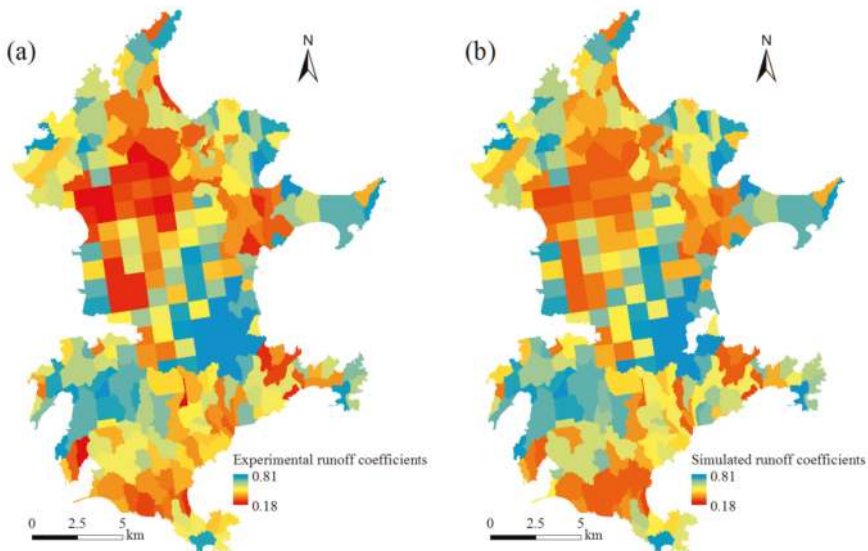 (a)
N
Experimental runoff coefficients
0.81
0.18
0 2.5 5
km
(b)
N
Simulated runoff coefficients
0.81
0.18
0 2.5 5
km